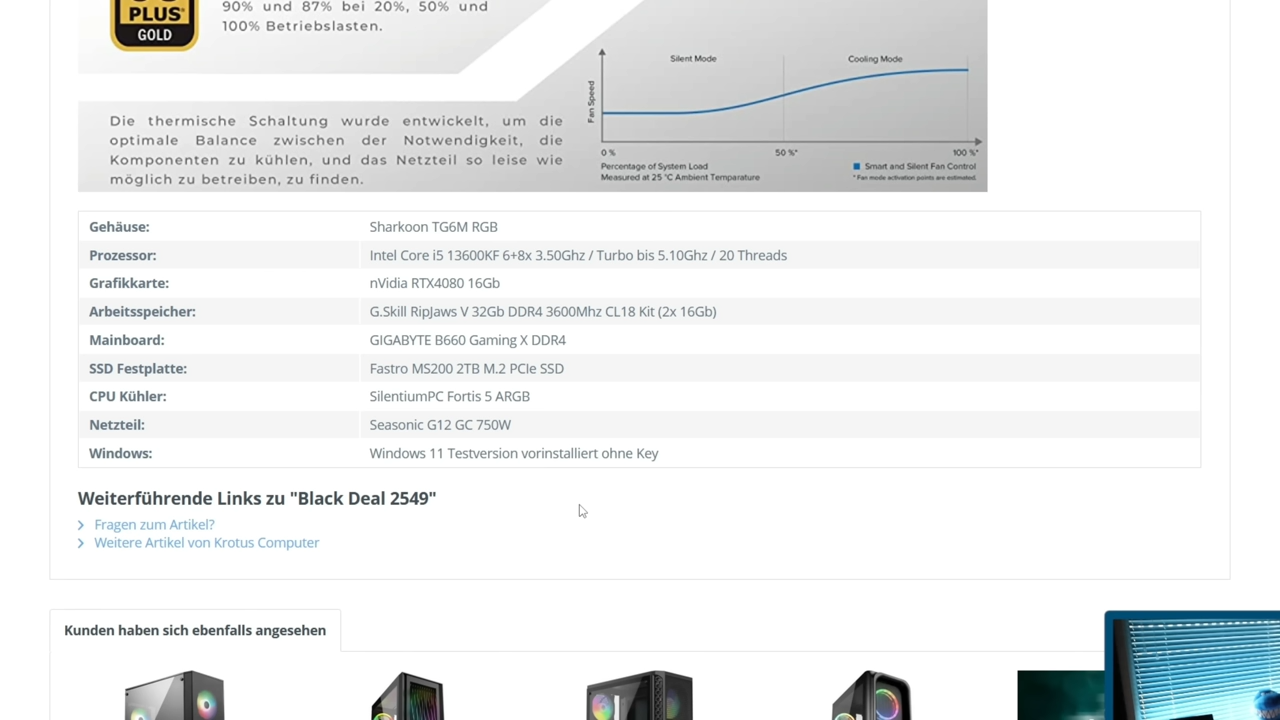 PLUS
GOLD
90% und 87% bei 20%, 50% und
100% Betriebslasten.
Silent Mode
Cooling Mode
Fan Speed
0 %
50 %*
100 %*
Percentage of System Load
Measured at 25 °C Ambient Temparature
Smart and Silent Fan Control
* Fan mode activation points are estimated.
Die thermische Schaltung wurde entwickelt, um die
optimale Balance zwischen der Notwendigkeit, die
Komponenten zu kühlen, und das Netzteil so leise wie
möglich zu betreiben, zu finden.
Gehäuse: Sharkoon TG6M RGB
Prozessor: Intel Core i5 13600KF 6+8x 3.50Ghz / Turbo bis 5.10Ghz / 20 Threads
Grafikkarte: nVidia RTX4080 16Gb
Arbeitsspeicher: G.Skill RipJaws V 32Gb DDR4 3600Mhz CL18 Kit (2x 16Gb)
Mainboard: GIGABYTE B660 Gaming X DDR4
SSD Festplatte: Fastro MS200 2TB M.2 PCIe SSD
CPU Kühler: SilentiumPC Fortis 5 ARGB
Netzteil: Seasonic G12 GC 750W
Windows: Windows 11 Testversion vorinstalliert ohne Key
Weiterführende Links zu "Black Deal 2549"
Fragen zum Artikel?
Weitere Artikel von Krotus Computer
Kunden haben sich ebenfalls angesehen